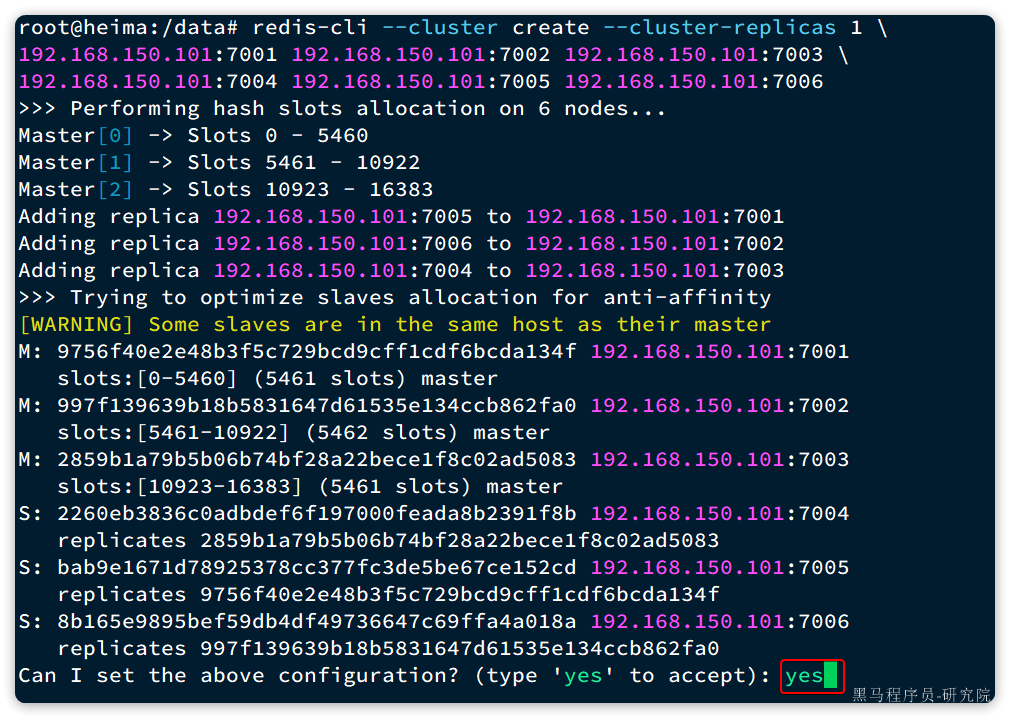 root@heima:/data# redis-cli --cluster create --cluster-replicas 1 \
192.168.150.101:7001 192.168.150.101:7002 192.168.150.101:7003 \
192.168.150.101:7004 192.168.150.101:7005 192.168.150.101:7006
>>> Performing hash slots allocation on 6 nodes...
Master[0] -> Slots 0 - 5460
Master[1] -> Slots 5461 - 10922
Master[2] -> Slots 10923 - 16383
Adding replica 192.168.150.101:7005 to 192.168.150.101:7001
Adding replica 192.168.150.101:7006 to 192.168.150.101:7002
Adding replica 192.168.150.101:7004 to 192.168.150.101:7003
>>> Trying to optimize slaves allocation for anti-affinity
[WARNING] Some slaves are in the same host as their master
M: 9756f40e2e48b3f5c729bcd9cff1cdf6bcda134f 192.168.150.101:7001
   slots:[0-5460] (5461 slots) master
M: 997f139639b18b5831647d61535e134ccb862fa0 192.168.150.101:7002
   slots:[5461-10922] (5462 slots) master
M: 2859b1a79b5b06b74bf28a22bece1f8c02ad5083 192.168.150.101:7003
   slots:[10923-16383] (5461 slots) master
S: 2260eb3836c0adbdef6f197000feada8b2391f8b 192.168.150.101:7004
   replicates 2859b1a79b5b06b74bf28a22bece1f8c02ad5083
S: bab9e1671d78925378cc377fc3de5be67ce152cd 192.168.150.101:7005
   replicates 9756f40e2e48b3f5c729bcd9cff1cdf6bcda134f
S: 8b165e9895bef59db4df49736647c69ffa4a018a 192.168.150.101:7006
   replicates 997f139639b18b5831647d61535e134ccb862fa0
Can I set the above configuration? (type 'yes' to accept): yes
黑马程序员-研究院